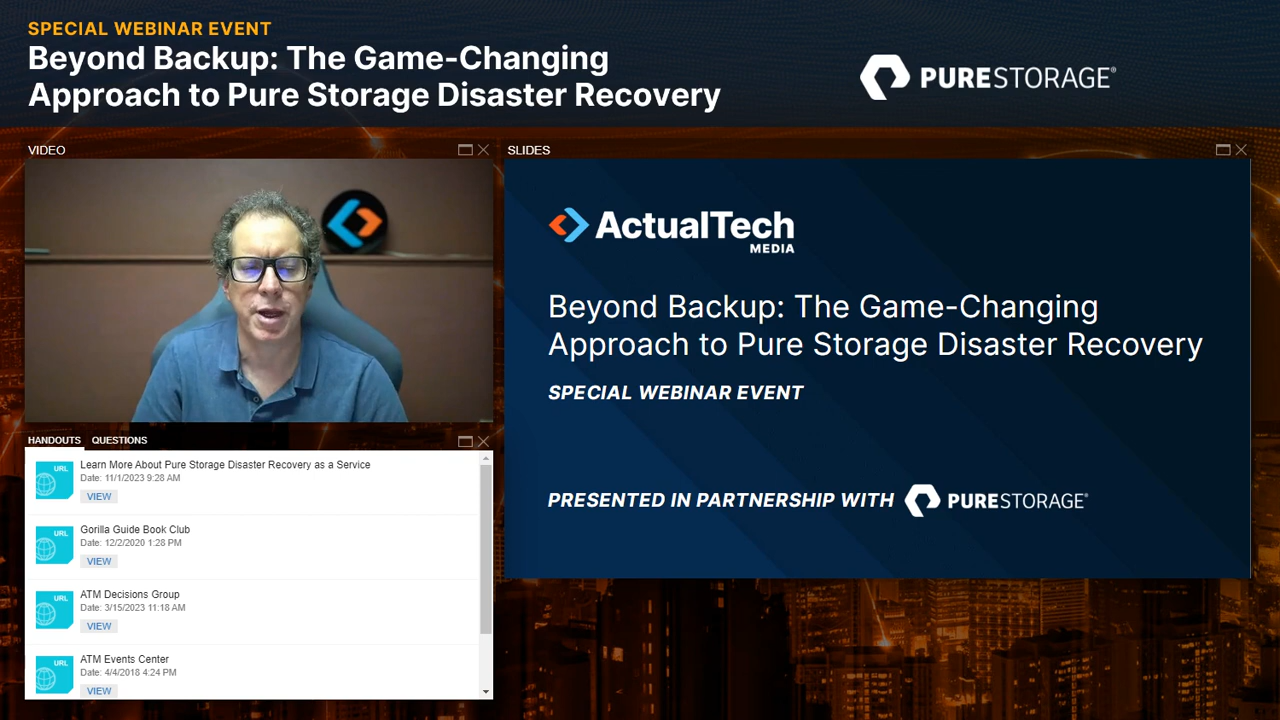 SPECIAL WEBINAR EVENT
Beyond Backup: The Game-Changing
Approach to Pure Storage Disaster Recovery
PURESTORAGE®
VIDEO
SLIDES
ActualTech
MEDIA
Beyond Backup: The Game-Changing
Approach to Pure Storage Disaster Recovery
SPECIAL WEBINAR EVENT
PRESENTED IN PARTNERSHIP WITH PURESTORAGE®
HANDOUTS QUESTIONS
URL
Learn More About Pure Storage Disaster Recovery as a Service
Date: 11/1/2023 9:28 AM
VIEW
URL
Gorilla Guide Book Club
Date: 12/2/2020 1:28 PM
VIEW
URL
ATM Decisions Group
Date: 3/15/2023 11:18 AM
VIEW
URL
ATM Events Center
Date: 4/4/2018 4:24 PM
VIEW